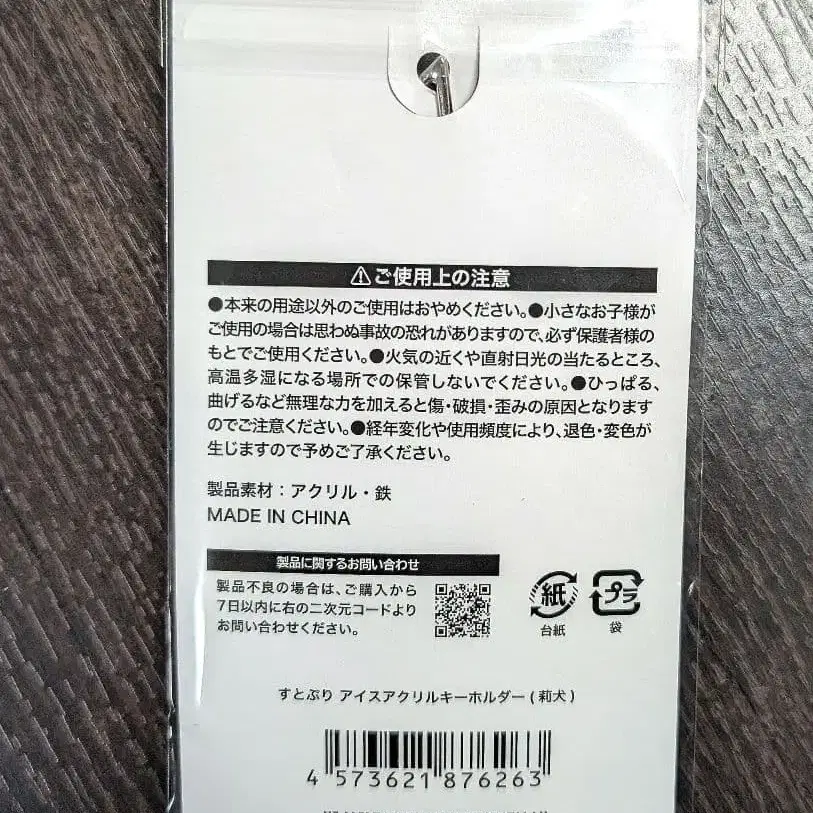 ⚠ご使用上の注意
●本来の用途以外のご使用はおやめください。●小さなお子様が
ご使用の場合は思わぬ事故の恐れがありますので、必ず保護者様の
もとでご使用ください。●火気の近くや直射日光の当たるところ、
高温多湿になる場所での保管しないでください。●ひっぱる、
曲げるなど無理な力を加えると傷・破損・歪みの原因となります
のでご注意ください。●経年変化や使用頻度により、退色・変色が
生じますので予めご了承ください。
製品素材：アクリル・鉄
MADE IN CHINA
製品に関するお問い合わせ
製品不良の場合は、ご購入から
7日以内に右の二次元コードより
お問い合わせください。
紙
台紙
プラ
袋
すとぷり アイスアクリルキーホルダー（莉犬）
4 573621 876263